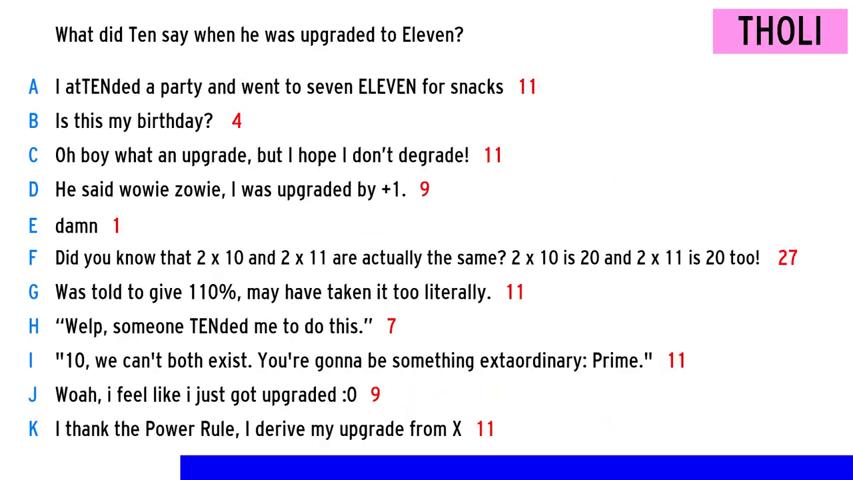 What did Ten say when he was upgraded to Eleven?
THOLI
A I atTENded a party and went to seven ELEVEN for snacks 11
B Is this my birthday? 4
C Oh boy what an upgrade, but I hope I don't degrade! 11
D He said wowie zowie, I was upgraded by +1. 9
E damn 1
F Did you know that 2 x 10 and 2 x 11 are actually the same? 2 x 10 is 20 and 2 x 11 is 20 too! 27
G Was told to give 110%, may have taken it too literally. 11
H “Welp, someone TENded me to do this.” 7
I "10, we can't both exist. You're gonna be something extaordinary: Prime." 11
J Woah, i feel like i just got upgraded :0 9
K I thank the Power Rule, I derive my upgrade from X 11